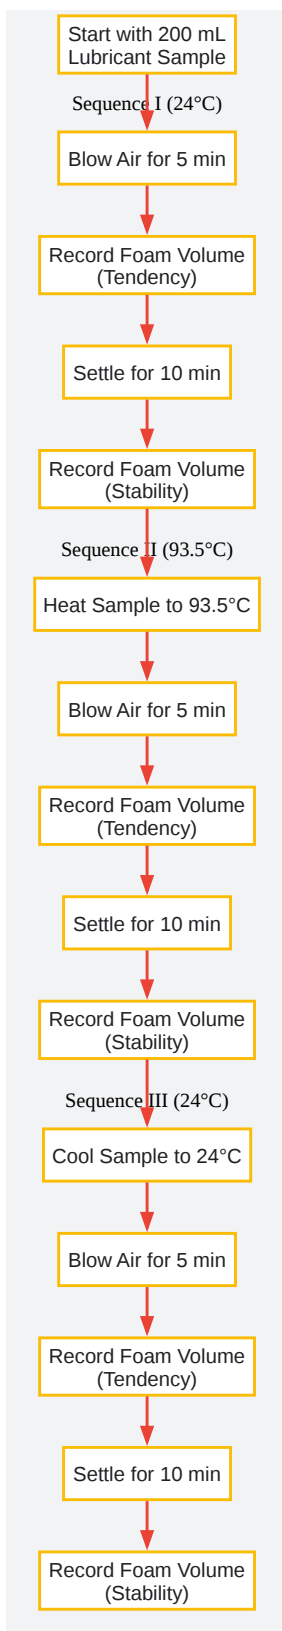 Start with 200 mL
Lubricant Sample
Sequence I (24°C)
Blow Air for 5 min
Record Foam Volume
(Tendency)
Settle for 10 min
Record Foam Volume
(Stability)
Sequence II (93.5°C)
Heat Sample to 93.5°C
Blow Air for 5 min
Record Foam Volume
(Tendency)
Settle for 10 min
Record Foam Volume
(Stability)
Sequence III (24°C)
Cool Sample to 24°C
Blow Air for 5 min
Record Foam Volume
(Tendency)
Settle for 10 min
Record Foam Volume
(Stability)